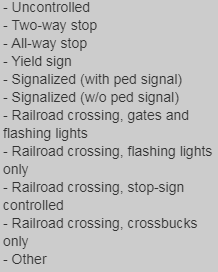 - Uncontrolled
- Two-way stop
- All-way stop
- Yield sign
- Signalized (with ped signal)
- Signalized (w/o ped signal)
- Railroad crossing, gates and
flashing lights
- Railroad crossing, flashing lights
only
- Railroad crossing, stop-sign
controlled
- Railroad crossing, crossbucks
only
- Other